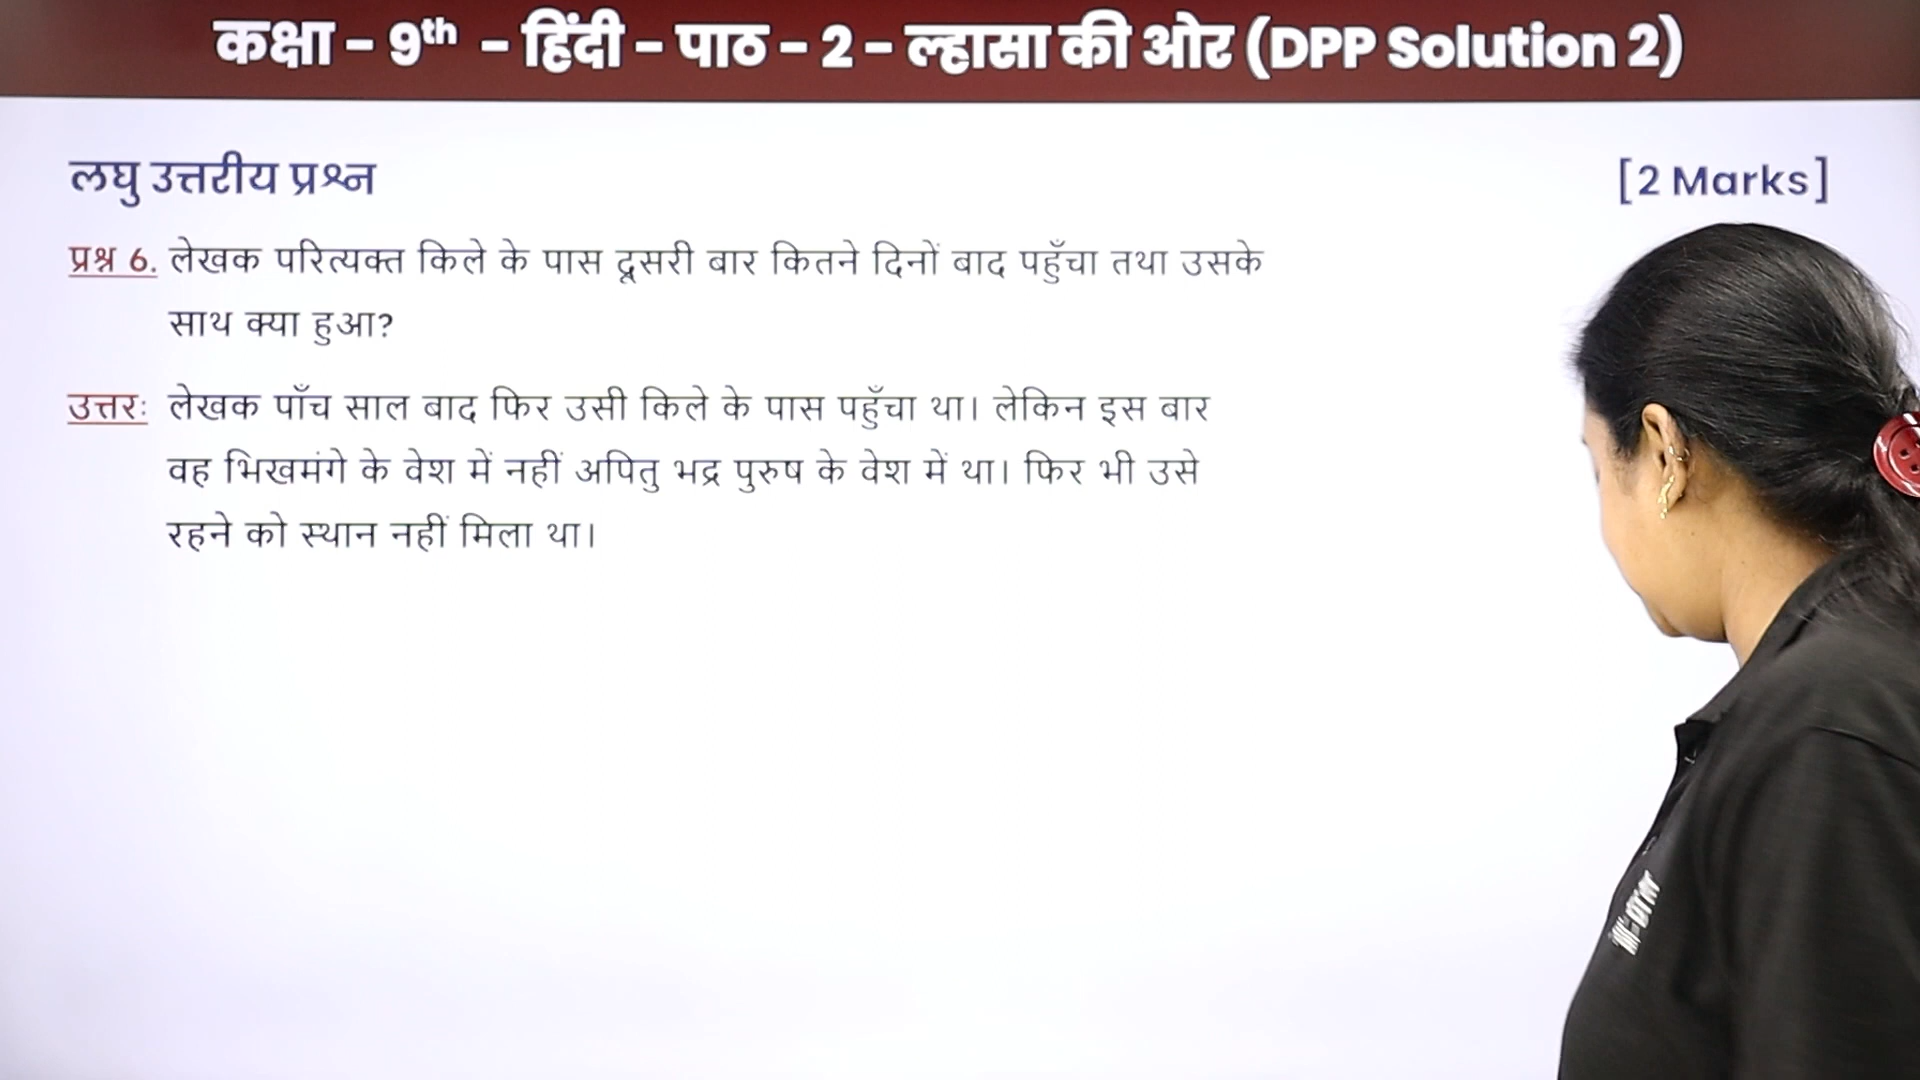 कक्षा – 9th – हिंदी – पाठ – 2 – ल्हासा की ओर (DPP Solution 2)
लघु उत्तरीय प्रश्न [2 Marks]
प्रश्न 6. लेखक परित्यक्त किले के पास दूसरी बार कितने दिनों बाद पहुँचा तथा उसके
साथ क्या हुआ?
उत्तरः लेखक पाँच साल बाद फिर उसी किले के पास पहुँचा था। लेकिन इस बार
वह भिखमंगे के वेश में नहीं अपितु भद्र पुरुष के वेश में था। फिर भी उसे
रहने को स्थान नहीं मिला था।